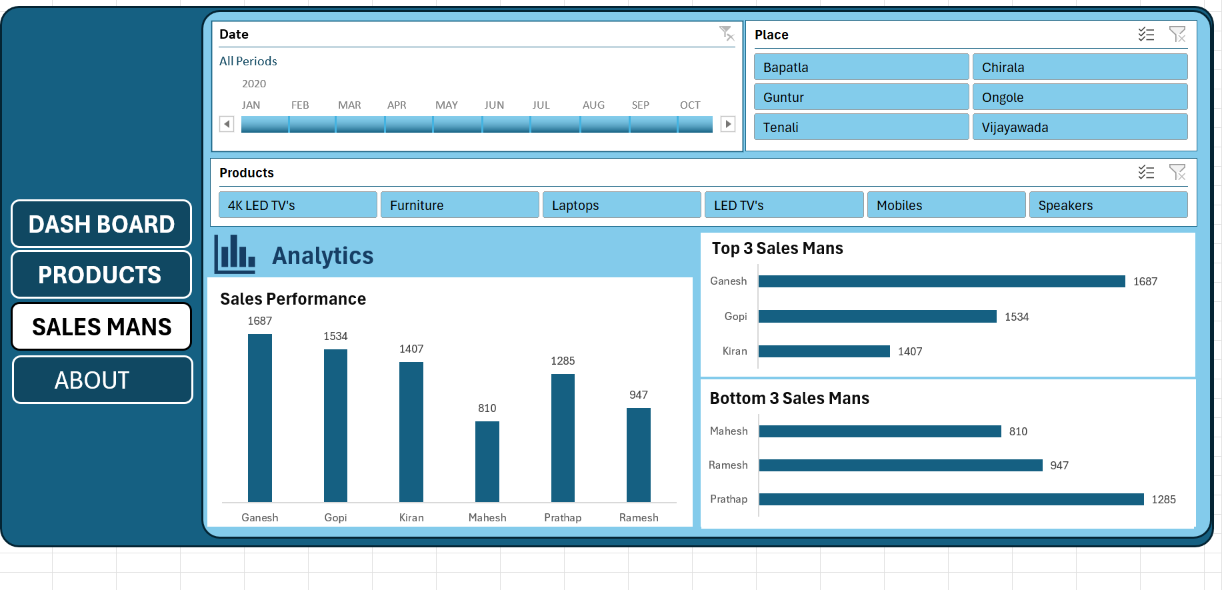 Date
All Periods
2020
JAN FEB MAR APR MAY JUN JUL AUG SEP OCT
Place
Bapatla Chirala
Guntur Ongole
Tenali Vijayawada
Products
4K LED TV's Furniture Laptops LED TV's Mobiles Speakers
DASH BOARD
PRODUCTS
SALES MANS
ABOUT
Analytics
Sales Performance
1687 1534 1407 810 1285 947
Ganesh Gopi Kiran Mahesh Prathap Ramesh
Top 3 Sales Mans
Ganesh 1687
Gopi 1534
Kiran 1407
Bottom 3 Sales Mans
Mahesh 810
Ramesh 947
Prathap 1285